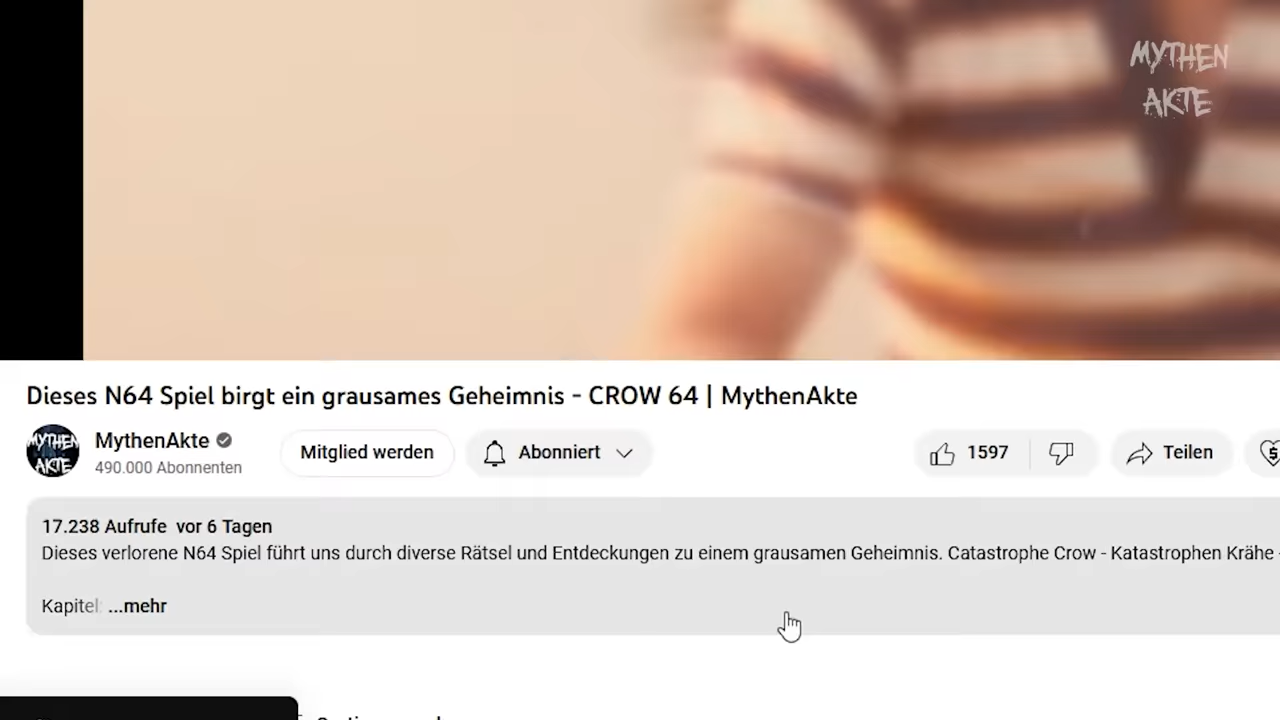 MYTHEN
AKTE
Dieses N64 Spiel birgt ein grausames Geheimnis - CROW 64 | MythenAkte
MYTHEN
AKTE
MythenAkte
490.000 Abonnenten
Mitglied werden
Abonniert
1597
Teilen
17.238 Aufrufe vor 6 Tagen
Dieses verlorene N64 Spiel führt uns durch diverse Rätsel und Entdeckungen zu einem grausamen Geheimnis. Catastrophe Crow - Katastrophen Krähe -
Kapitel: ...mehr